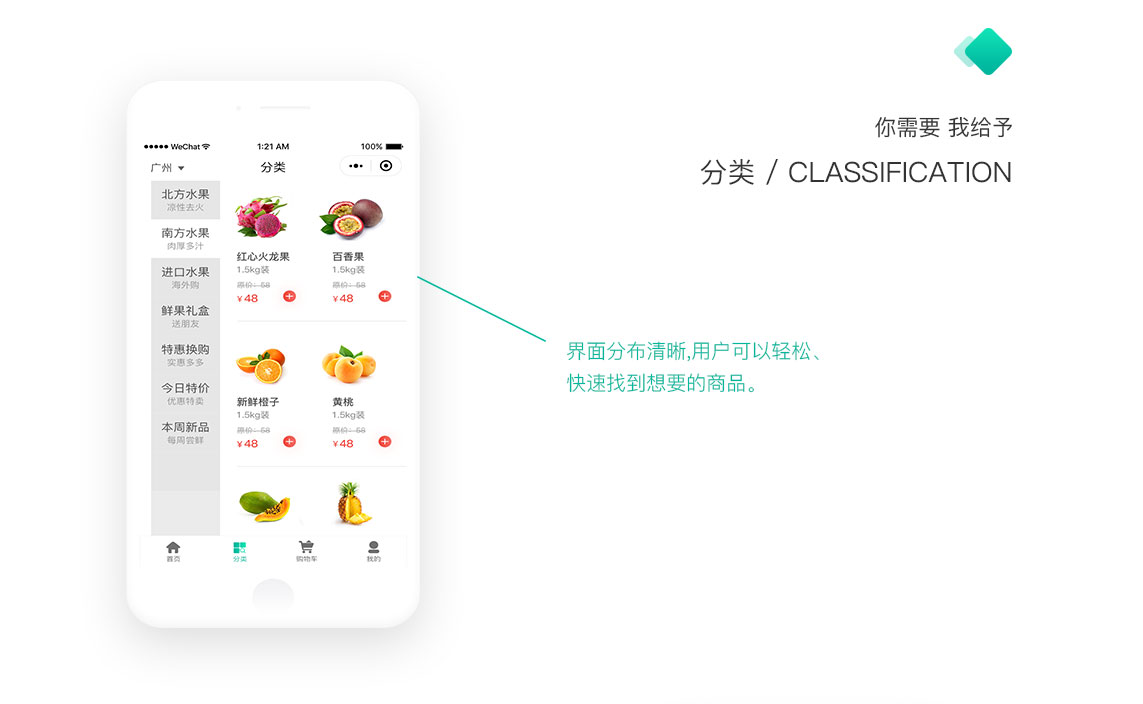 你需要 我给予
分类 / CLASSIFICATION
WeChat 1:21 AM 100%
广州 分类
北方水果
凉性去火
南方水果
肉厚多汁
进口水果
海外购
鲜果礼盒
送朋友
特惠换购
实惠多多
今日特价
优惠特卖
本周新品
每周尝鲜
红心火龙果 百香果
1.5kg装 1.5kg装
原价：58 原价：58
¥48 ¥48
新鲜橙子 黄桃
1.5kg装 1.5kg装
原价：58 原价：58
¥48 ¥48
首页 分类 购物车 我的
界面分布清晰,用户可以轻松、
快速找到想要的商品。